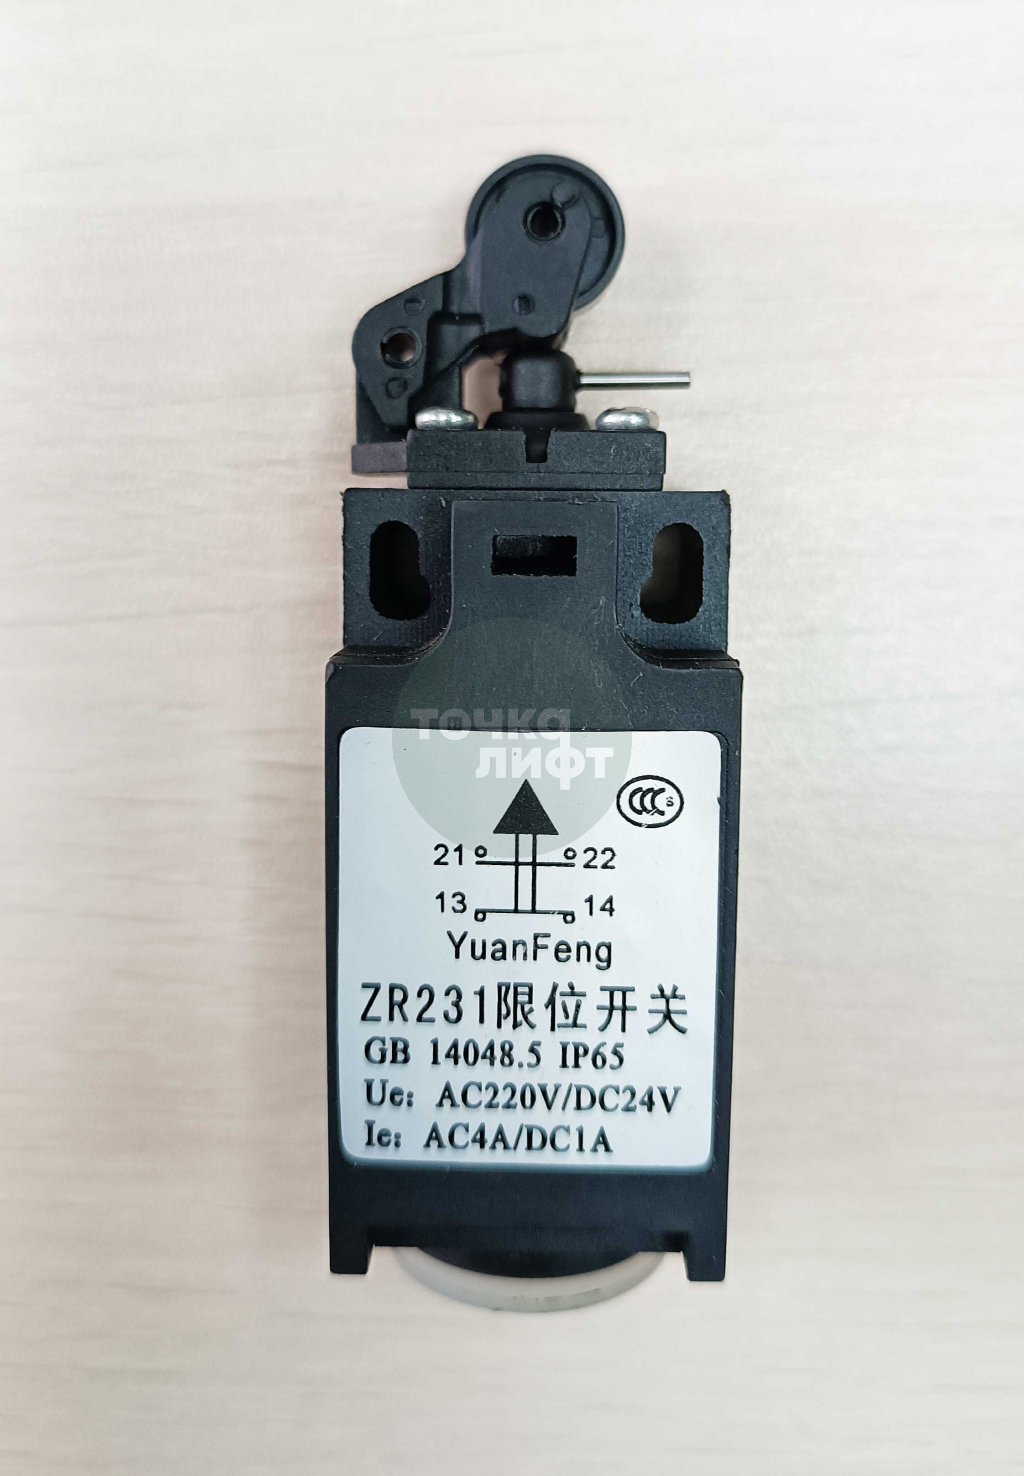 точка
лифт
CCC
S
21 22
13 14
YuanFeng
ZR231限位开关
GB 14048.5 IP65
Ue: AC220V/DC24V
Ie: AC4A/DC1A